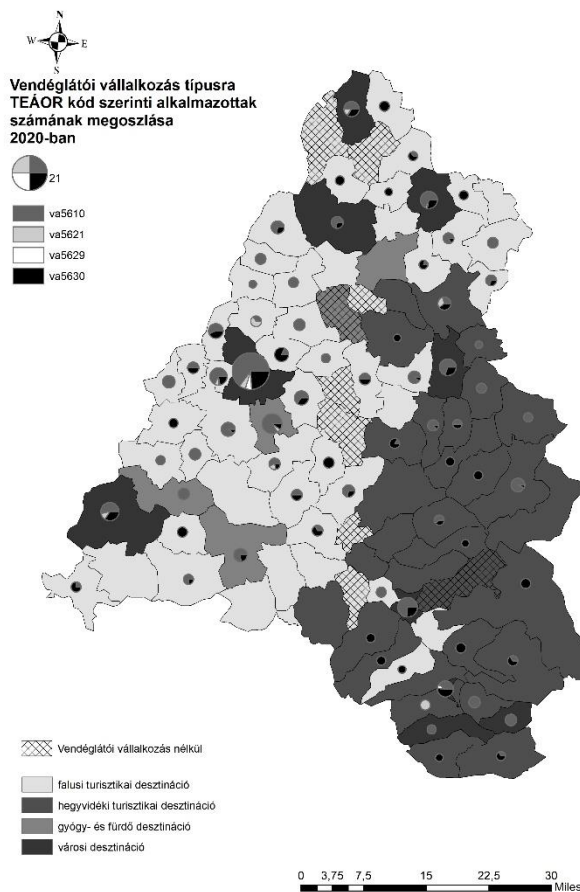 N
W E
S
Vendéglátói vállalkozás típusra
TEÁOR kód szerinti alkalmazottak
számának megoszlása
2020-ban
21
va5610
va5621
va5629
va5630
Vendéglátói vállalkozás nélkül
falusi turisztikai desztináció
hegyvidéki turisztikai desztináció
gyógy- és fürdő desztináció
városi desztináció
0 3,75 7,5 15 22,5 30
Miles